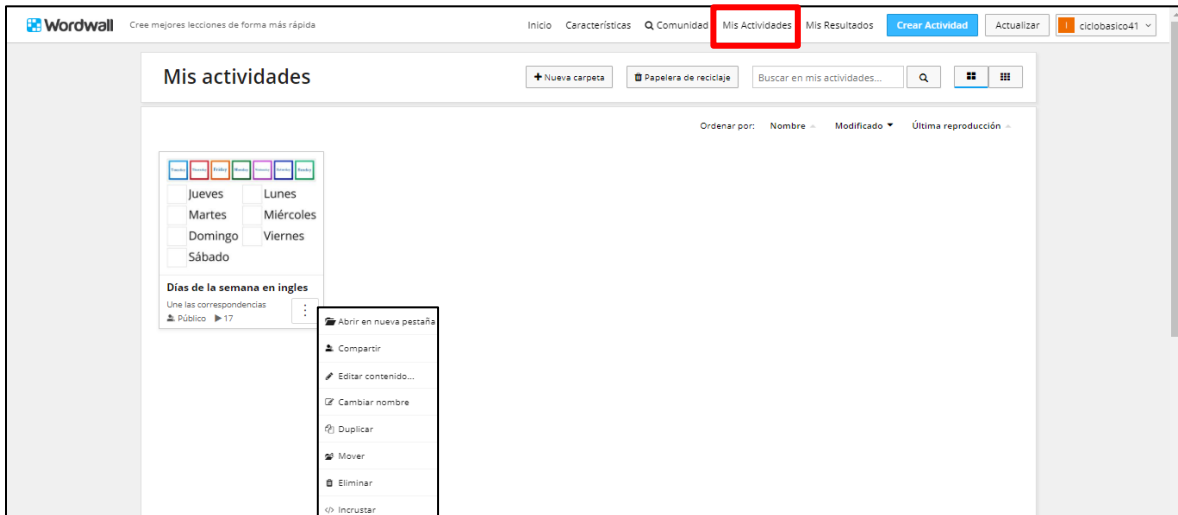 Wordwall Cree mejores lecciones de forma más rápida Inicio Características Comunidad Mis Actividades Mis Resultados Crear Actividad Actualizar ciclobasico41
Mis actividades Nueva carpeta Papelera de reciclaje Buscar en mis actividades...
Ordenar por: Nombre Modificado Última reproducción
Jueves Lunes
Martes Miércoles
Domingo Viernes
Sábado
Días de la semana en ingles
Une las correspondencias
Público 17
Abrir en nueva pestaña
Compartir
Editar contenido...
Cambiar nombre
Duplicar
Mover
Eliminar
Incrustar